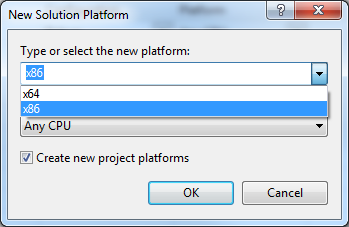 New Solution Platform
Type or select the new platform:
x86
x64
x86
Any CPU
Create new project platforms
OK
Cancel